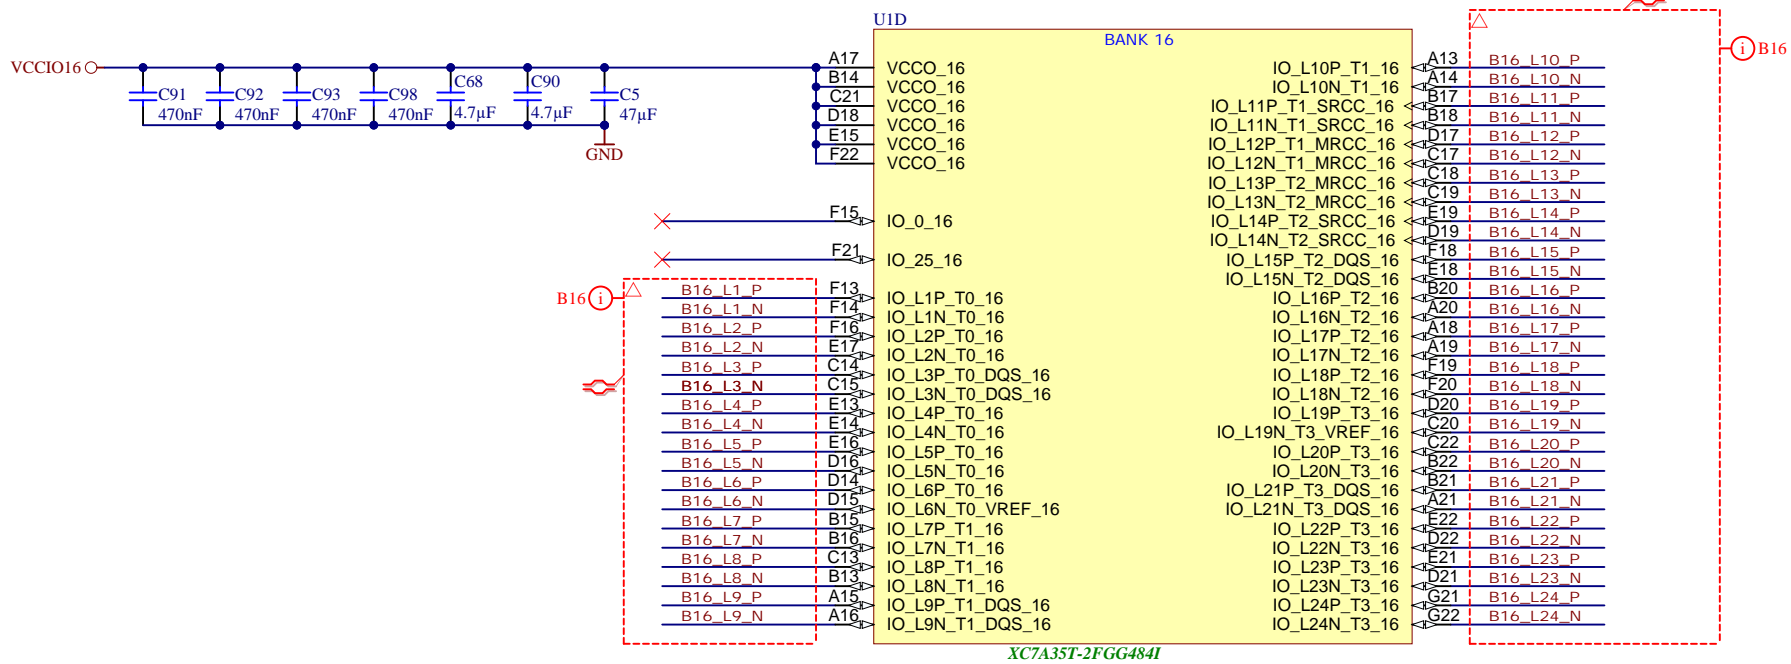 U1D
BANK 16
VCCIO16
C91
470nF
C92
470nF
C93
470nF
C98
470nF
C68
4.7µF
C90
4.7µF
C5
47µF
GND
A17 VCCO_16
B14 VCCO_16
C21 VCCO_16
D18 VCCO_16
E15 VCCO_16
F22 VCCO_16
F15 IO_0_16
F21 IO_25_16
B16 i
B16_L1_P F13 IO_L1P_T0_16
B16_L1_N F14 IO_L1N_T0_16
B16_L2_P F16 IO_L2P_T0_16
B16_L2_N E17 IO_L2N_T0_16
B16_L3_P C14 IO_L3P_T0_DQS_16
B16_L3_N C15 IO_L3N_T0_DQS_16
B16_L4_P E13 IO_L4P_T0_16
B16_L4_N E14 IO_L4N_T0_16
B16_L5_P E16 IO_L5P_T0_16
B16_L5_N D16 IO_L5N_T0_16
B16_L6_P D14 IO_L6P_T0_16
B16_L6_N D15 IO_L6N_T0_VREF_16
B16_L7_P B15 IO_L7P_T1_16
B16_L7_N B16 IO_L7N_T1_16
B16_L8_P C13 IO_L8P_T1_16
B16_L8_N B13 IO_L8N_T1_16
B16_L9_P A15 IO_L9P_T1_DQS_16
B16_L9_N A16 IO_L9N_T1_DQS_16
IO_L10P_T1_16 A13 B16_L10_P
IO_L10N_T1_16 A14 B16_L10_N
IO_L11P_T1_SRCC_16 B17 B16_L11_P
IO_L11N_T1_SRCC_16 B18 B16_L11_N
IO_L12P_T1_MRCC_16 D17 B16_L12_P
IO_L12N_T1_MRCC_16 C17 B16_L12_N
IO_L13P_T2_MRCC_16 C18 B16_L13_P
IO_L13N_T2_MRCC_16 C19 B16_L13_N
IO_L14P_T2_SRCC_16 E19 B16_L14_P
IO_L14N_T2_SRCC_16 D19 B16_L14_N
IO_L15P_T2_DQS_16 F18 B16_L15_P
IO_L15N_T2_DQS_16 E18 B16_L15_N
IO_L16P_T2_16 B20 B16_L16_P
IO_L16N_T2_16 A20 B16_L16_N
IO_L17P_T2_16 A18 B16_L17_P
IO_L17N_T2_16 A19 B16_L17_N
IO_L18P_T2_16 F19 B16_L18_P
IO_L18N_T2_16 F20 B16_L18_N
IO_L19P_T3_16 D20 B16_L19_P
IO_L19N_T3_VREF_16 C20 B16_L19_N
IO_L20P_T3_16 C22 B16_L20_P
IO_L20N_T3_16 B22 B16_L20_N
IO_L21P_T3_DQS_16 B21 B16_L21_P
IO_L21N_T3_DQS_16 A21 B16_L21_N
IO_L22P_T3_16 E22 B16_L22_P
IO_L22N_T3_16 D22 B16_L22_N
IO_L23P_T3_16 E21 B16_L23_P
IO_L23N_T3_16 D21 B16_L23_N
IO_L24P_T3_16 G21 B16_L24_P
IO_L24N_T3_16 G22 B16_L24_N
i B16
XC7A35T-2FGG484I